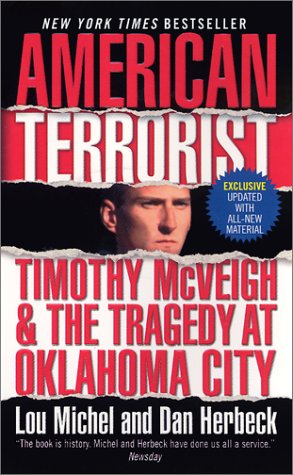 NEW YORK TIMES BESTSELLER
AMERICAN
TERRORIST
EXCLUSIVE
UPDATED
WITH
ALL-NEW
MATERIAL
TIMOTHY McVEIGH
& THE TRAGEDY AT
OKLAHOMA CITY
Lou Michel and Dan Herbeck
"The book is history. Michel and Herbeck have done us all a service."
Newsday